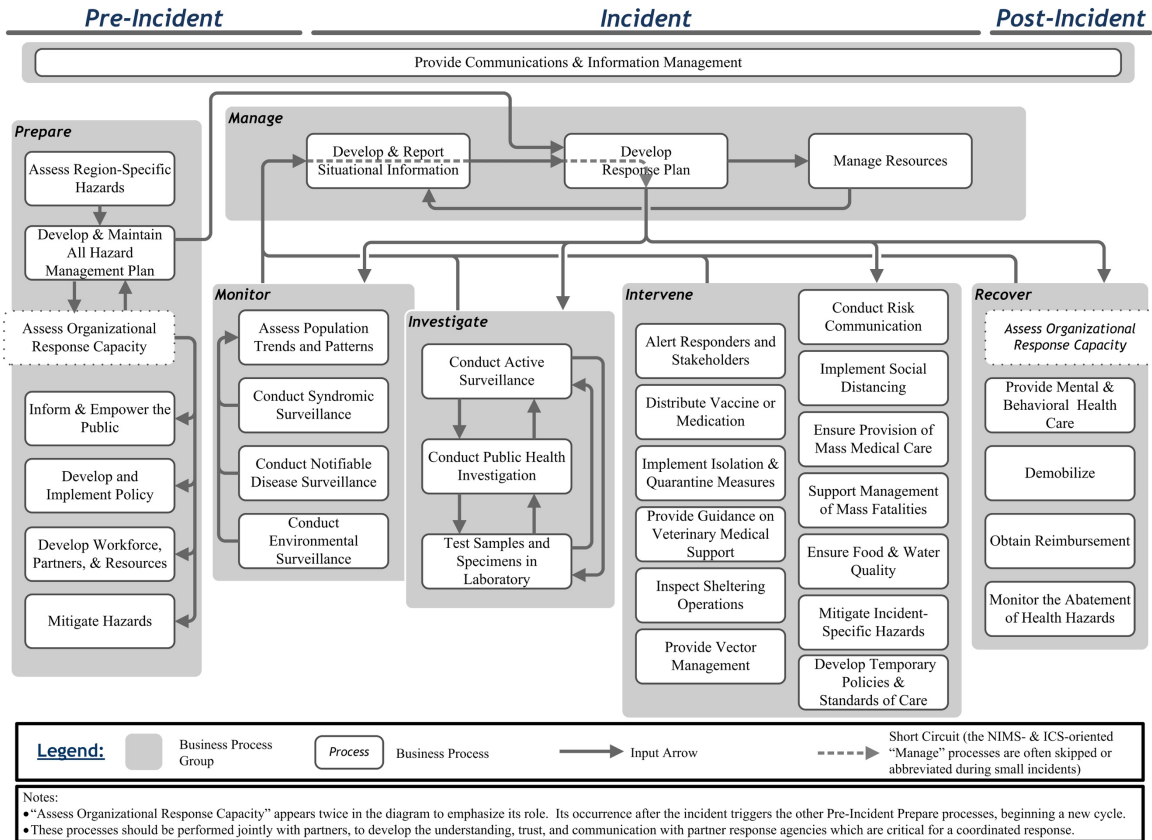 Pre-Incident
Incident
Post-Incident
Provide Communications & Information Management
Prepare
Assess Region-Specific
Hazards
Develop & Maintain
All Hazard
Management Plan
Assess Organizational
Response Capacity
Inform & Empower the
Public
Develop and
Implement Policy
Develop Workforce,
Partners, & Resources
Mitigate Hazards
Manage
Develop & Report
Situational Information
Develop
Response Plan
Manage Resources
Monitor
Assess Population
Trends and Patterns
Conduct Syndromic
Surveillance
Conduct Notifiable
Disease Surveillance
Conduct
Environmental
Surveillance
Investigate
Conduct Active
Surveillance
Conduct Public Health
Investigation
Test Samples and
Specimens in
Laboratory
Intervene
Alert Responders and
Stakeholders
Distribute Vaccine or
Medication
Implement Isolation &
Quarantine Measures
Provide Guidance on
Veterinary Medical
Support
Inspect Sheltering
Operations
Provide Vector
Management
Conduct Risk
Communication
Implement Social
Distancing
Ensure Provision of
Mass Medical Care
Support Management
of Mass Fatalities
Ensure Food & Water
Quality
Mitigate Incident-
Specific Hazards
Develop Temporary
Policies &
Standards of Care
Recover
Assess Organizational
Response Capacity
Provide Mental &
Behavioral Health
Care
Demobilize
Obtain Reimbursement
Monitor the Abatement
of Health Hazards
Legend:
Business Process
Group
Process
Business Process
Input Arrow
Short Circuit (the NIMS- & ICS-oriented
“Manage” processes are often skipped or
abbreviated during small incidents)
Notes:
•“Assess Organizational Response Capacity” appears twice in the diagram to emphasize its role. Its occurrence after the incident triggers the other Pre-Incident Prepare processes, beginning a new cycle.
•These processes should be performed jointly with partners, to develop the understanding, trust, and communication with partner response agencies which are critical for a coordinated response.